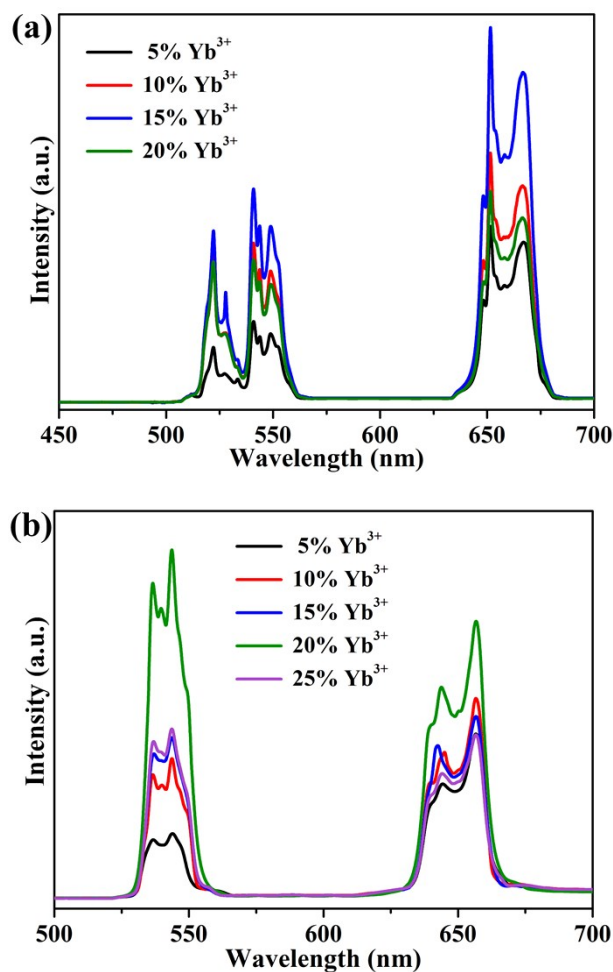 (a)
5% Yb³⁺
10% Yb³⁺
15% Yb³⁺
20% Yb³⁺
Intensity (a.u.)
450 500 550 600 650 700
Wavelength (nm)
(b)
5% Yb³⁺
10% Yb³⁺
15% Yb³⁺
20% Yb³⁺
25% Yb³⁺
Intensity (a.u.)
500 550 600 650 700
Wavelength (nm)